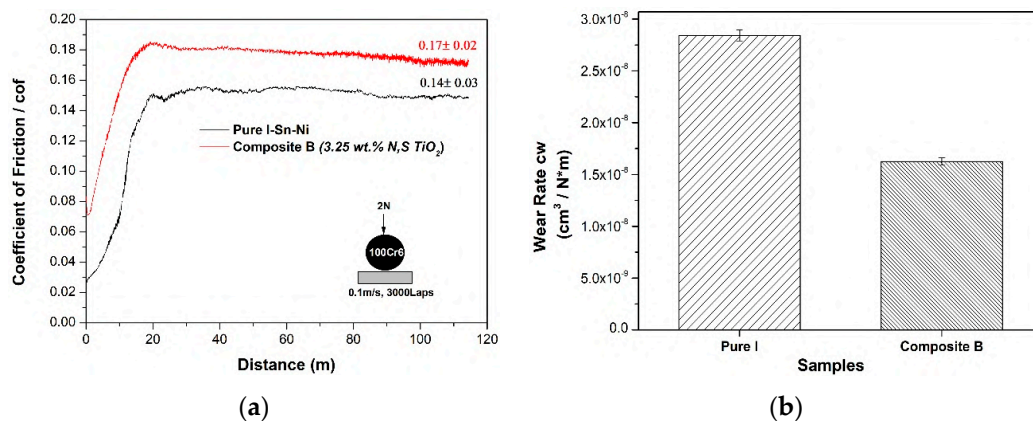 0.20
0.18
0.16
0.14
0.12
0.10
0.08
0.06
0.04
0.02
0.00
Coefficient of Friction / cof
0.17± 0.02
0.14± 0.03
Pure I-Sn-Ni
Composite B (3.25 wt.% N,S TiO₂)
2N
100Cr6
0.1m/s, 3000Laps
0 20 40 60 80 100 120
Distance (m)
(a)
3.0x10⁻⁸
2.5x10⁻⁸
2.0x10⁻⁸
1.5x10⁻⁸
1.0x10⁻⁸
5.0x10⁻⁹
0.0
Wear Rate cw
(cm³ / N*m)
Pure I Composite B
Samples
(b)